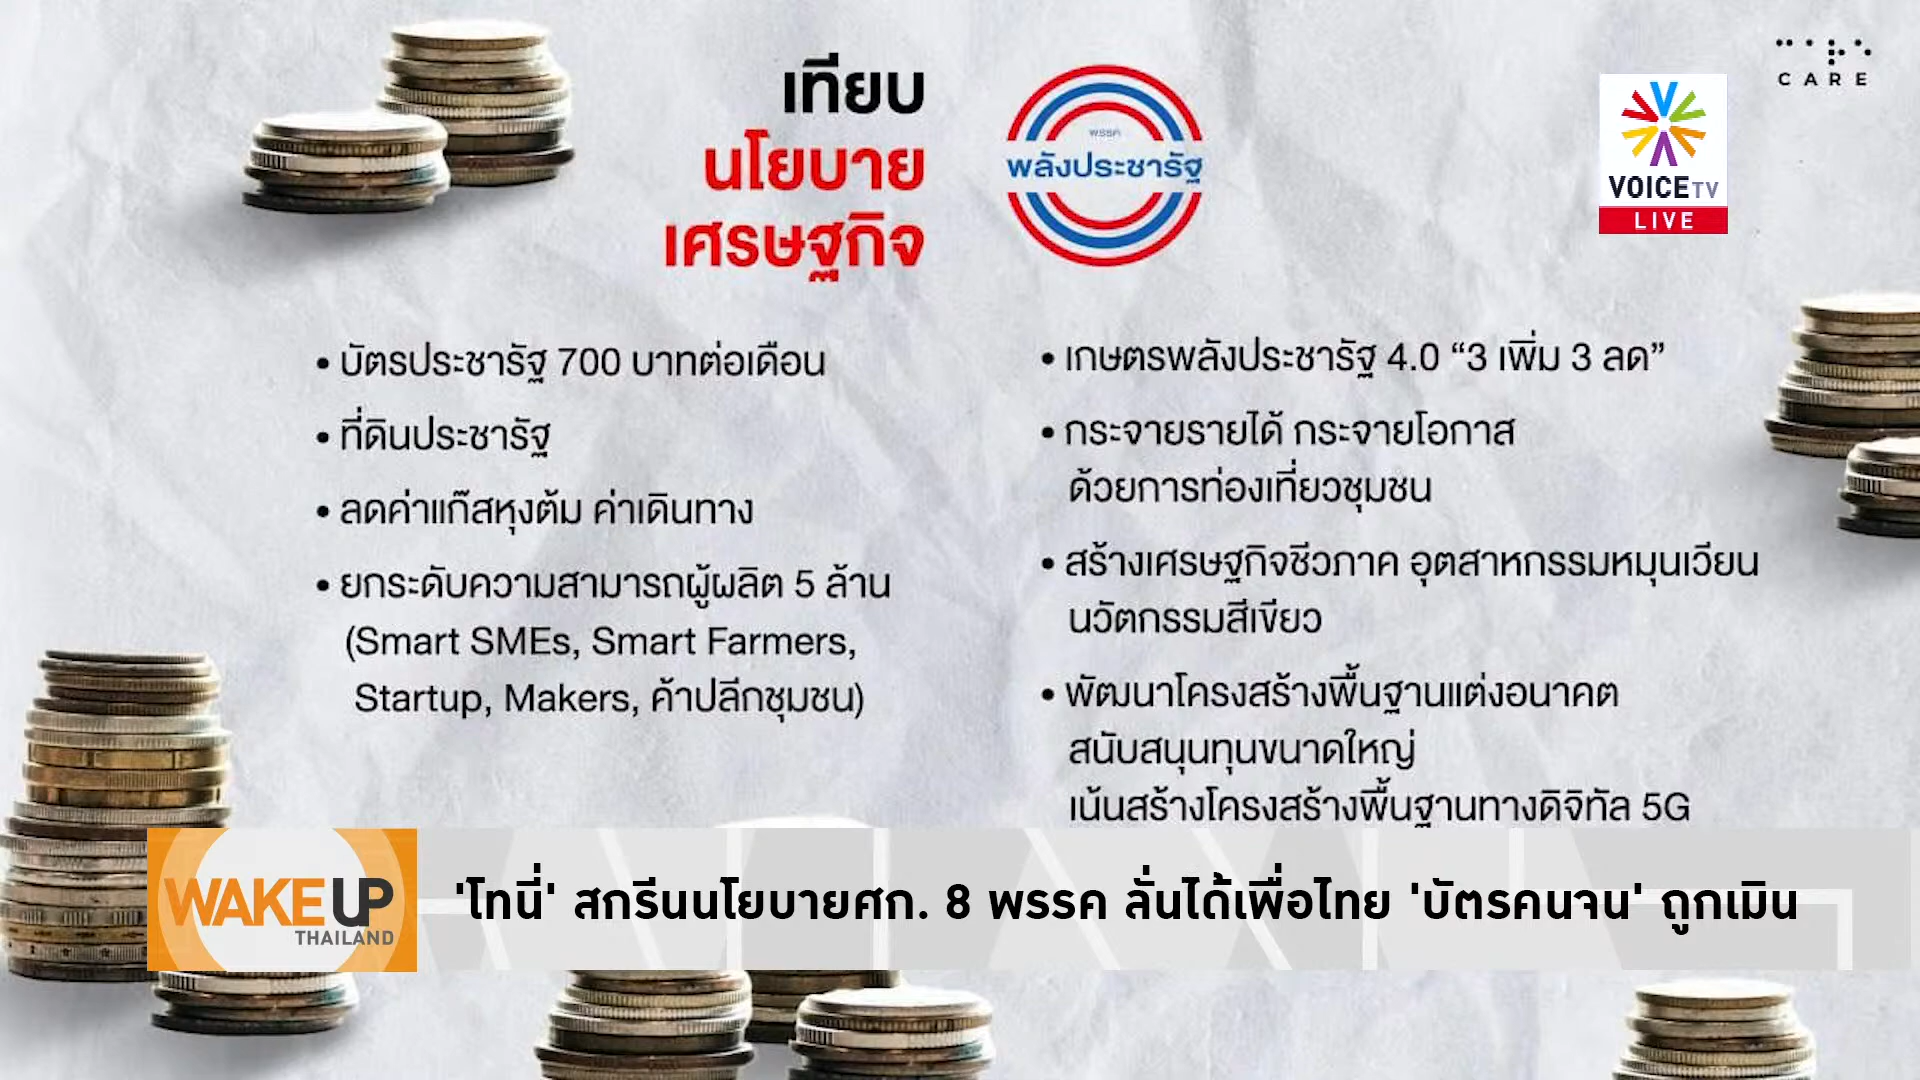 เทียบ
นโยบาย
เศรษฐกิจ
พรรค
พลังประชารัฐ
CARE
VOICE TV
LIVE
• บัตรประชารัฐ 700 บาทต่อเดือน
• ที่ดินประชารัฐ
• ลดค่าแก๊สหุงต้ม ค่าเดินทาง
• ยกระดับความสามารถผู้ผลิต 5 ล้าน
(Smart SMEs, Smart Farmers,
Startup, Makers, ค้าปลีกชุมชน)
• เกษตรพลังประชารัฐ 4.0 “3 เพิ่ม 3 ลด”
• กระจายรายได้ กระจายโอกาส
ด้วยการท่องเที่ยวชุมชน
• สร้างเศรษฐกิจชีวภาค อุตสาหกรรมหมุนเวียน
นวัตกรรมสีเขียว
• พัฒนาโครงสร้างพื้นฐานแต่งอนาคต
สนับสนุนทุนขนาดใหญ่
เน้นสร้างโครงสร้างพื้นฐานทางดิจิทัล 5G
WAKE UP
THAILAND
'โทนี่' สกรีนนโยบายศก. 8 พรรค ลั่นได้เพื่อไทย 'บัตรคนจน' ถูกเมิน